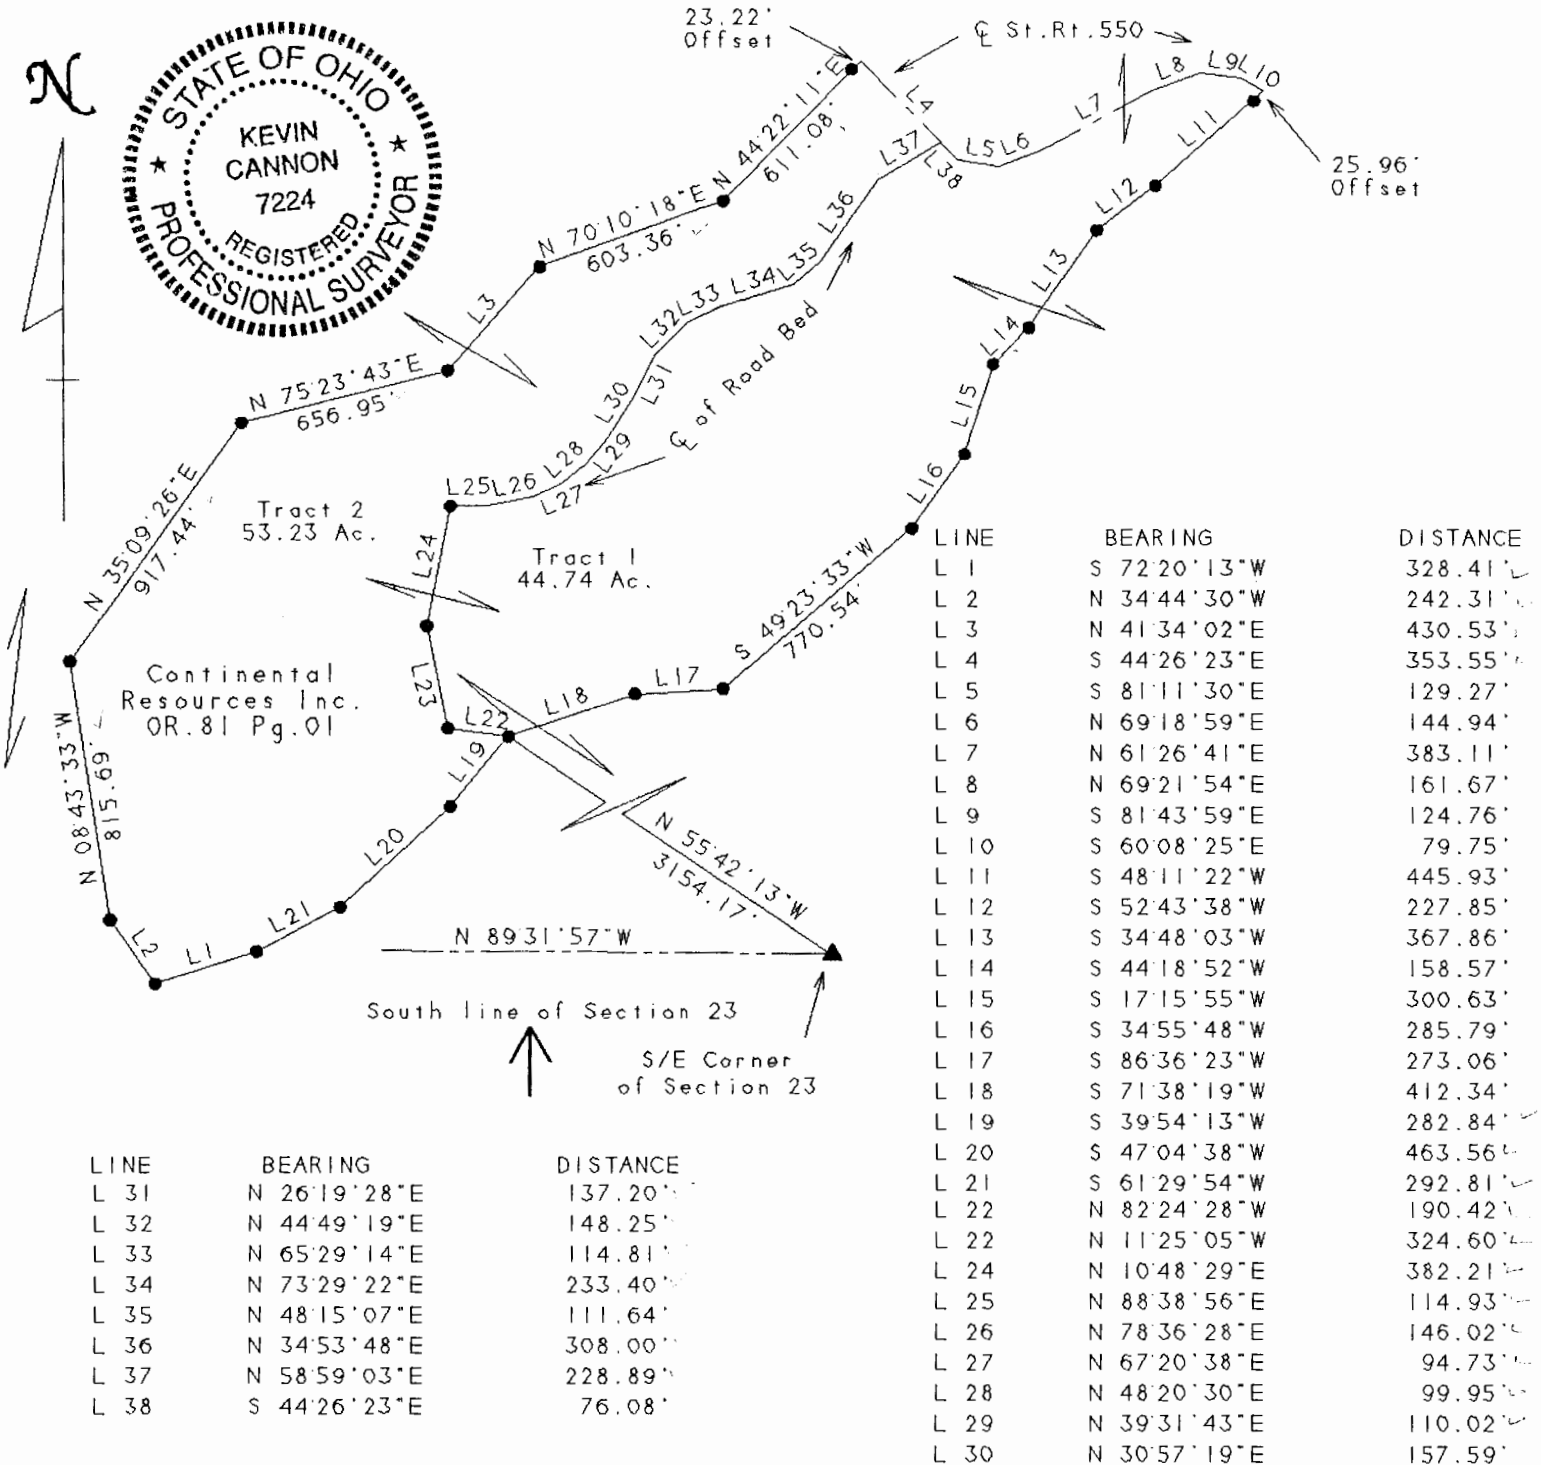 N
STATE OF OHIO
KEVIN
CANNON
7224
REGISTERED
PROFESSIONAL SURVEYOR
23.22'
Offset
℄ St.Rt.550
25.96'
Offset
N 44°22'11"E
611.08'
N 70°10'18"E
603.36'
L3
N 75°23'43"E
656.95'
N 35°09'26"E
917.44'
N 08°43'33"W
815.69'
L4
L37
L38
L5
L6
L7
L8
L9
L10
L11
L12
L13
L14
L15
L16
L36
L35
L34
L33
L32
L31
L30
L29
L28
L27
L26
L25
L24
L23
L22
℄ of Road Bed
Tract 2
53.23 Ac.
Tract 1
44.74 Ac.
Continental
Resources Inc.
OR.81 Pg.01
S 49°23'33"W
770.54'
L17
L18
L19
L20
L21
L1
L2
N 55°42'13"W
3154.17'
N 89°31'57"W
South line of Section 23
S/E Corner
of Section 23
LINE BEARING DISTANCE
L 1 S 72°20'13"W 328.41'
L 2 N 34°44'30"W 242.31'
L 3 N 41°34'02"E 430.53'
L 4 S 44°26'23"E 353.55'
L 5 S 81°11'30"E 129.27'
L 6 N 69°18'59"E 144.94'
L 7 N 61°26'41"E 383.11'
L 8 N 69°21'54"E 161.67'
L 9 S 81°43'59"E 124.76'
L 10 S 60°08'25"E 79.75'
L 11 S 48°11'22"W 445.93'
L 12 S 52°43'38"W 227.85'
L 13 S 34°48'03"W 367.86'
L 14 S 44°18'52"W 158.57'
L 15 S 17°15'55"W 300.63'
L 16 S 34°55'48"W 285.79'
L 17 S 86°36'23"W 273.06'
L 18 S 71°38'19"W 412.34'
L 19 S 39°54'13"W 282.84'
L 20 S 47°04'38"W 463.56'
L 21 S 61°29'54"W 292.81'
L 22 N 82°24'28"W 190.42'
L 22 N 11°25'05"W 324.60'
L 24 N 10°48'29"E 382.21'
L 25 N 88°38'56"E 114.93'
L 26 N 78°36'28"E 146.02'
L 27 N 67°20'38"E 94.73'
L 28 N 48°20'30"E 99.95'
L 29 N 39°31'43"E 110.02'
L 30 N 30°57'19"E 157.59'
LINE BEARING DISTANCE
L 31 N 26°19'28"E 137.20'
L 32 N 44°49'19"E 148.25'
L 33 N 65°29'14"E 114.81'
L 34 N 73°29'22"E 233.40'
L 35 N 48°15'07"E 111.64'
L 36 N 34°53'48"E 308.00'
L 37 N 58°59'03"E 228.89'
L 38 S 44°26'23"E 76.08'